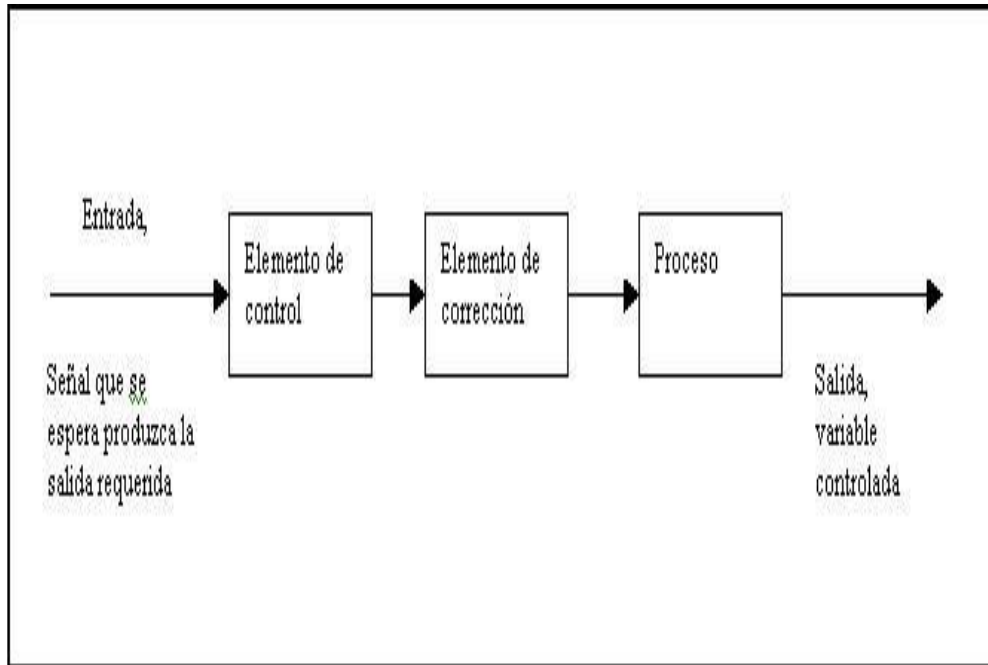 Entrada,
Señal que se
espera produzca la
salida requerida
Elemento de
control
Elemento de
corrección
Proceso
Salida,
variable
controlada